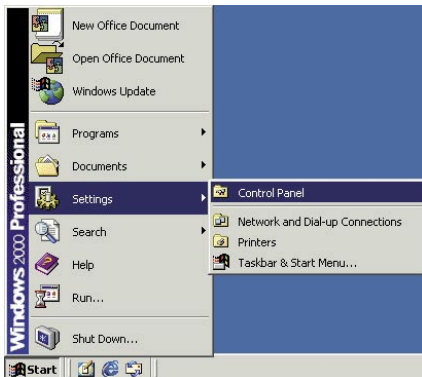 New Office Document
Open Office Document
Windows Update
Programs
Documents
Settings
Search
Help
Run...
Shut Down...
Control Panel
Network and Dial-up Connections
Printers
Taskbar & Start Menu...
Windows 2000 Professional
Start